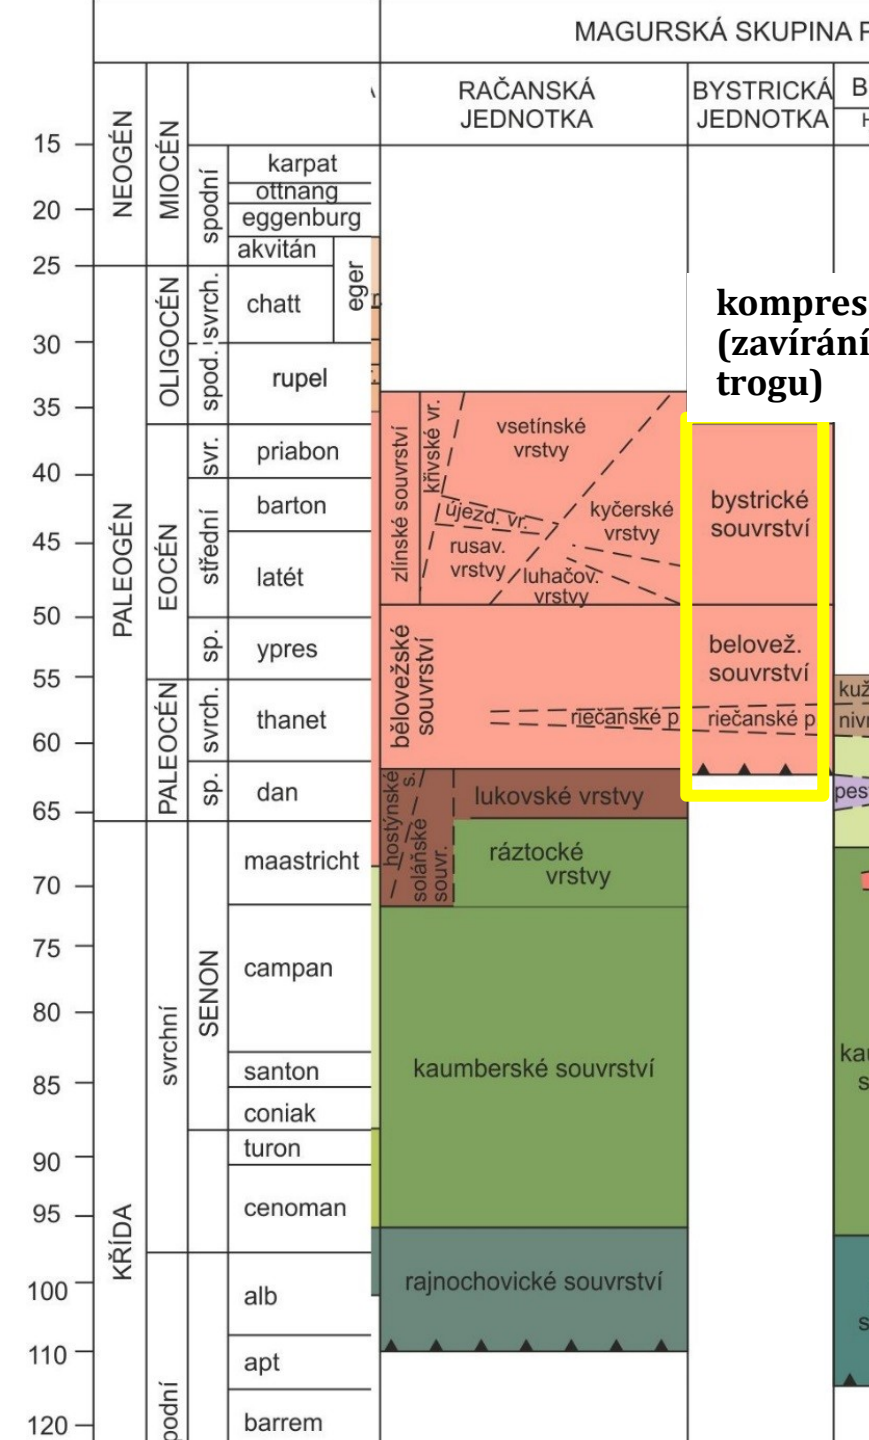 MAGURSKÁ SKUPINA
RAČANSKÁ
JEDNOTKA
BYSTRICKÁ
JEDNOTKA
B
15
20
25
30
35
40
45
50
55
60
65
70
75
80
85
90
95
100
110
120
NEOGÉN
PALEOGÉN
KŘÍDA
MIOCÉN
OLIGOCÉN
EOCÉN
PALEOCÉN
svrchní
spodní
svrch.
spod.
svr.
střední
sp.
svrch.
sp.
SENON
karpat
ottnang
eggenburg
akvitán
eger
chatt
rupel
priabon
barton
latét
ypres
thanet
dan
maastricht
campan
santon
coniak
turon
cenoman
alb
apt
barrem
zlínské souvrství
křivské vr.
vsetínské
vrstvy
újezd. vr.
kyčerské
vrstvy
rusav.
vrstvy
luhačov.
vrstvy
bělovežské
souvrství
riečanské p
hostýnské
s.
soláňske
souvr.
lukovské vrstvy
ráztocké
vrstvy
kaumberské souvrství
rajnochovické souvrství
kompres
(zavírání
trogu)
bystrické
souvrství
belovež.
souvrství
riečanské p
kuž
pes